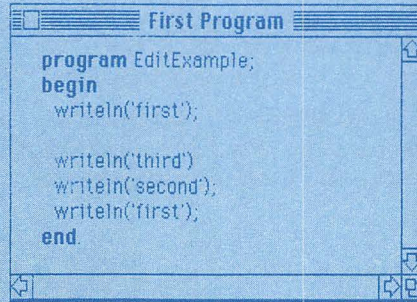 First Program
program EditExample;
begin
writeln('first');
writeln('third')
writeln('second');
writeln('first');
end.